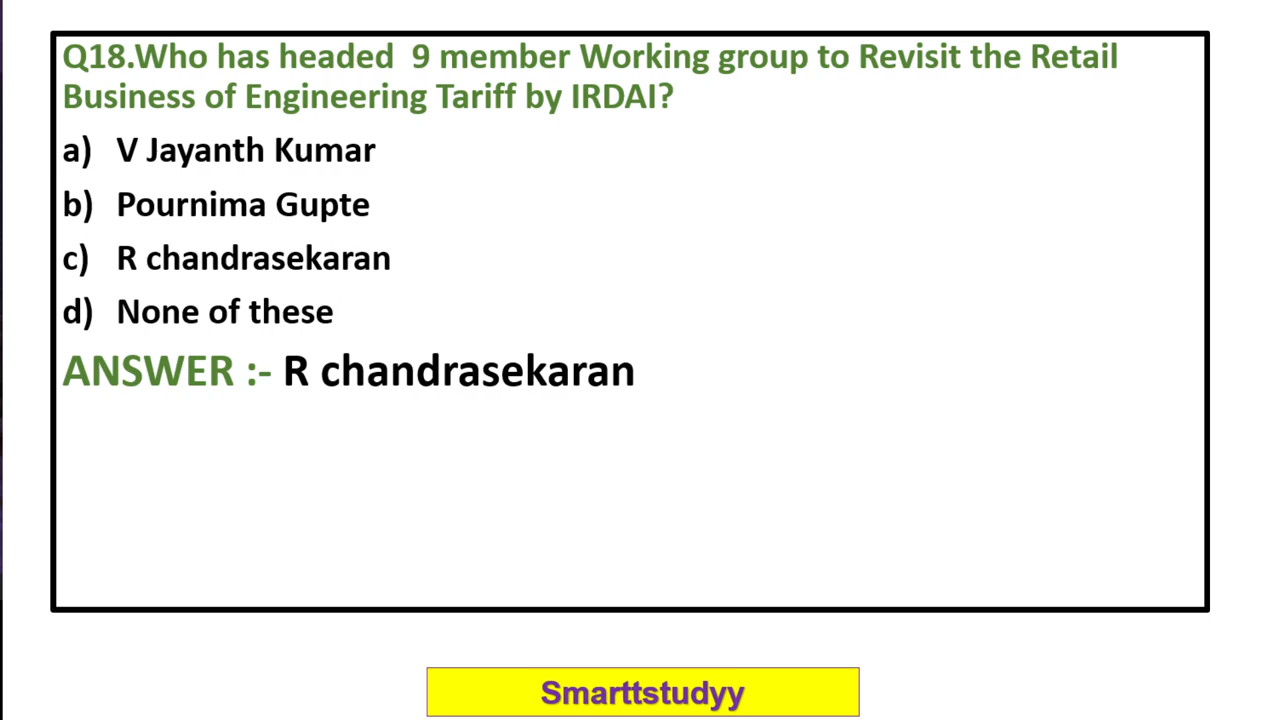 Q18.Who has headed  9 member Working group to Revisit the Retail
Business of Engineering Tariff by IRDAI?
a) V Jayanth Kumar
b) Pournima Gupte
c) R chandrasekaran
d) None of these
ANSWER :- R chandrasekaran
Smarttstudyy